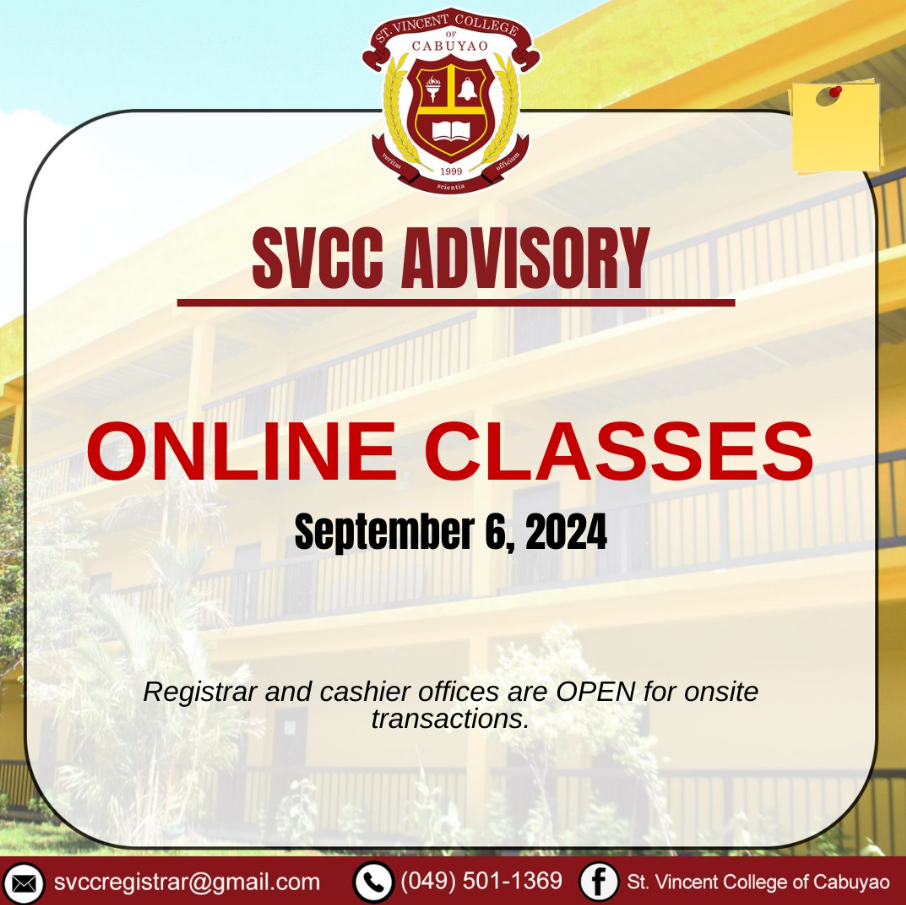 ST. VINCENT COLLEGE
OF
CABUYAO
veritas
1999
officium
scientia
SVCC ADVISORY
ONLINE CLASSES
September 6, 2024
Registrar and cashier offices are OPEN for onsite
transactions.
svccregistrar@gmail.com
(049) 501-1369
St. Vincent College of Cabuyao